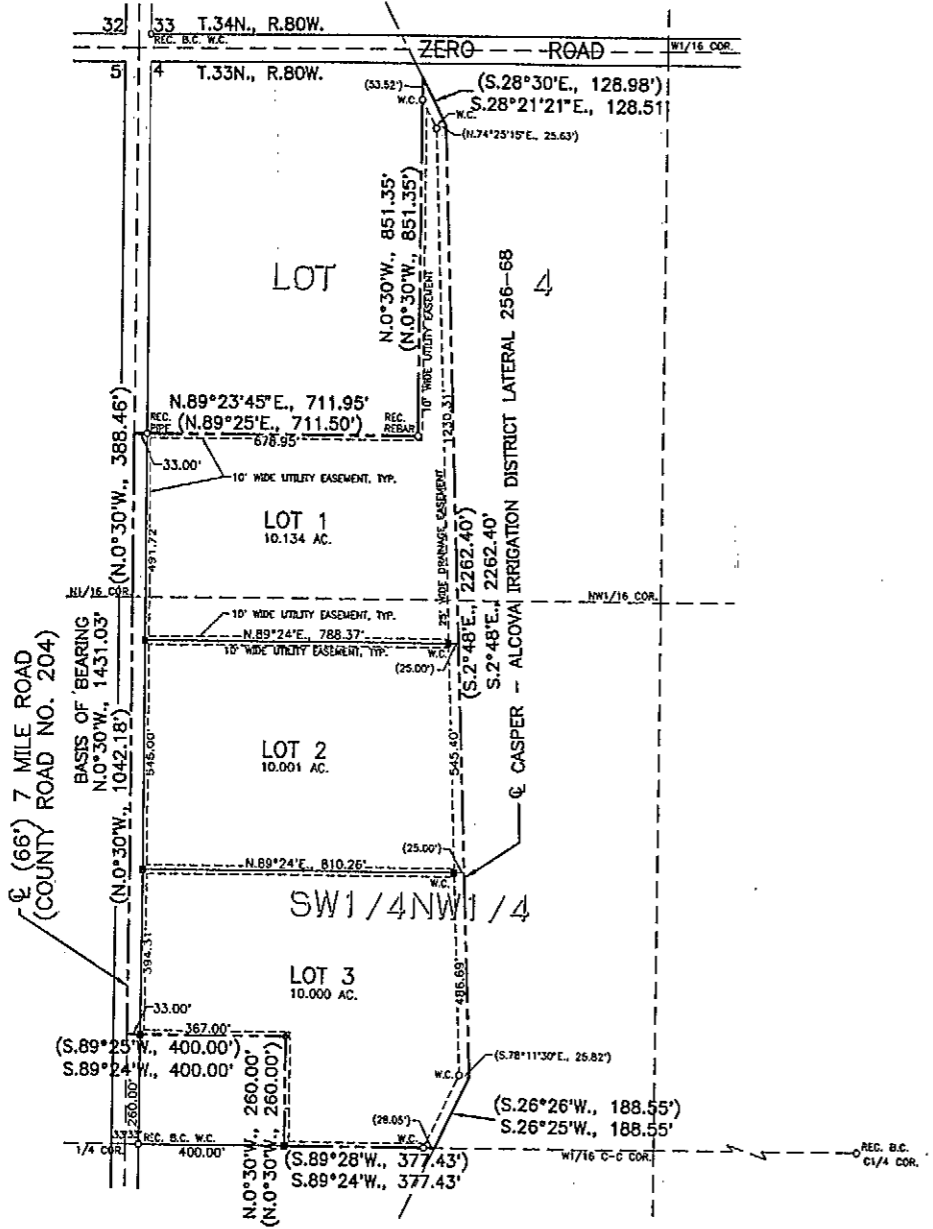 32
33 T.34N., R.80W.
REC. B.C. W.C.
ZERO ROAD
W1/16 COR.
5
4
T.33N., R.80W.
(53.52')
(S.28°30'E., 128.98')
S.28°21'21"E., 128.51
W.C.
W.C.
(N.74°25'15"E., 25.63')
N.0°30'W., 851.35'
(N.0°30'W., 851.35')
10' WIDE UTILITY EASEMENT
LOT 4
1230.31'
25' WIDE DRAINAGE EASEMENT
(S.2°48'E., 2262.40')
S.2°48'E., 2262.40'
℄ CASPER - ALCOVA IRRIGATION DISTRICT LATERAL 256-68
(N.0°30'W., 388.46')
N.89°23'45"E., 711.95'
(N.89°25'E., 711.50')
REC. PIPE
REC. REBAR
678.95'
33.00'
10' WIDE UTILITY EASEMENT, TYP.
LOT 1
10.134 AC.
491.72'
N1/16 COR.
NW1/16 COR.
10' WIDE UTILITY EASEMENT, TYP.
N.89°24'E., 788.37'
10' WIDE UTILITY EASEMENT, TYP.
W.C.
(25.00')
℄ (66') 7 MILE ROAD
(COUNTY ROAD NO. 204)
BASIS OF BEARING
N.0°30'W., 1431.03'
(N.0°30'W., 1042.18')
545.00'
LOT 2
10.001 AC.
545.40'
(25.00')
N.89°24'E., 810.26'
W.C.
SW1/4NW1/4
394.31'
LOT 3
10.000 AC.
486.69'
33.00'
367.00'
(S.89°25'W., 400.00')
S.89°24'W., 400.00'
260.00'
N.0°30'W., 260.00'
(N.0°30'W., 260.00')
W.C.
(S.78°11'30"E., 25.82')
(S.26°26'W., 188.55')
S.26°25'W., 188.55'
(28.05')
W.C.
33'
33'
REC. B.C. W.C.
1/4 COR.
400.00'
(S.89°28'W., 377.43')
S.89°24'W., 377.43'
W1/16 C-C COR.
REC. B.C.
C1/4 COR.